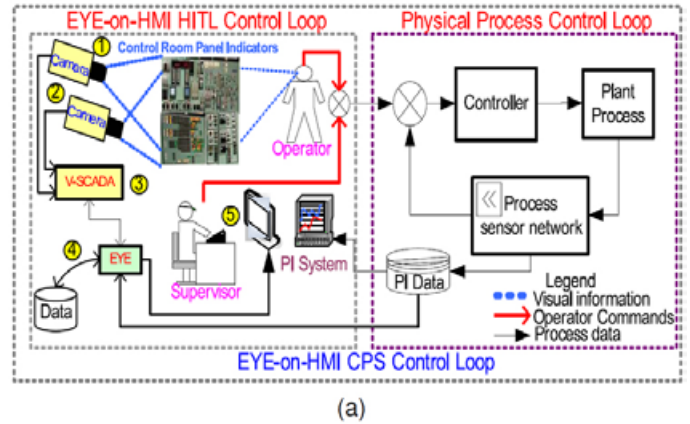 EYE-on-HMI HITL Control Loop
Physical Process Control Loop
1
Control Room Panel Indicators
Camera
2
Camera
Operator
Controller
Plant
Process
V-SCADA
3
5
Process
sensor network
4
EYE
PI System
Supervisor
Data
PI Data
Legend
Visual information
Operator Commands
Process data
EYE-on-HMI CPS Control Loop
(a)